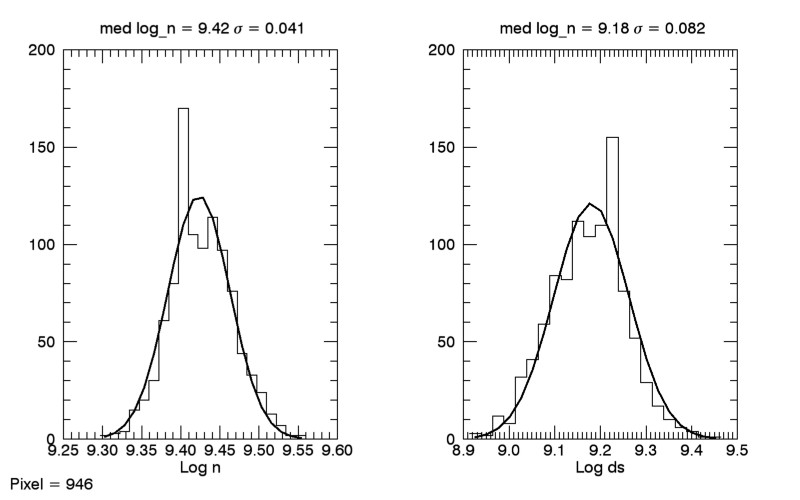 med log_n = 9.42 σ = 0.041
med log_n = 9.18 σ = 0.082
200
150
100
50
0
9.25 9.30 9.35 9.40 9.45 9.50 9.55 9.60
Log n
200
150
100
50
0
8.9 9.0 9.1 9.2 9.3 9.4 9.5
Log ds
Pixel = 946